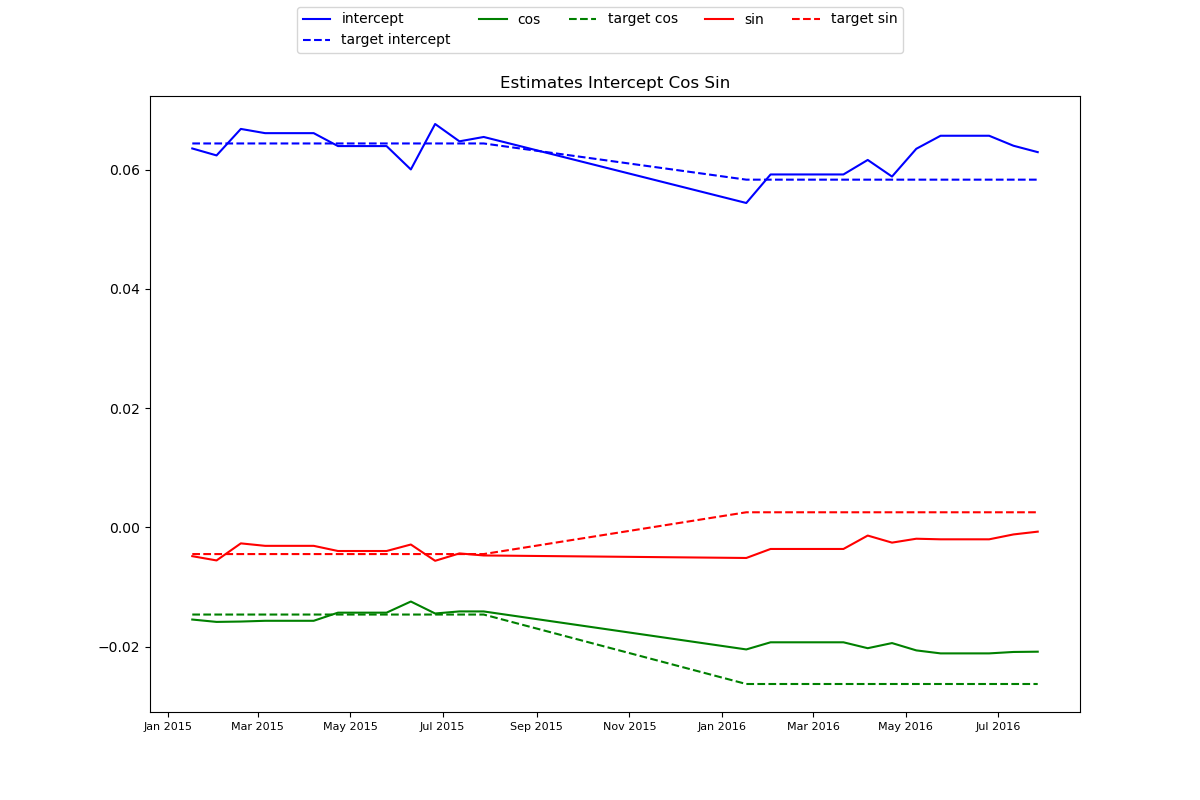 intercept cos target cos sin target sin
target intercept
Estimates Intercept Cos Sin
0.06
0.04
0.02
0.00
−0.02
Jan 2015 Mar 2015 May 2015 Jul 2015 Sep 2015 Nov 2015 Jan 2016 Mar 2016 May 2016 Jul 2016